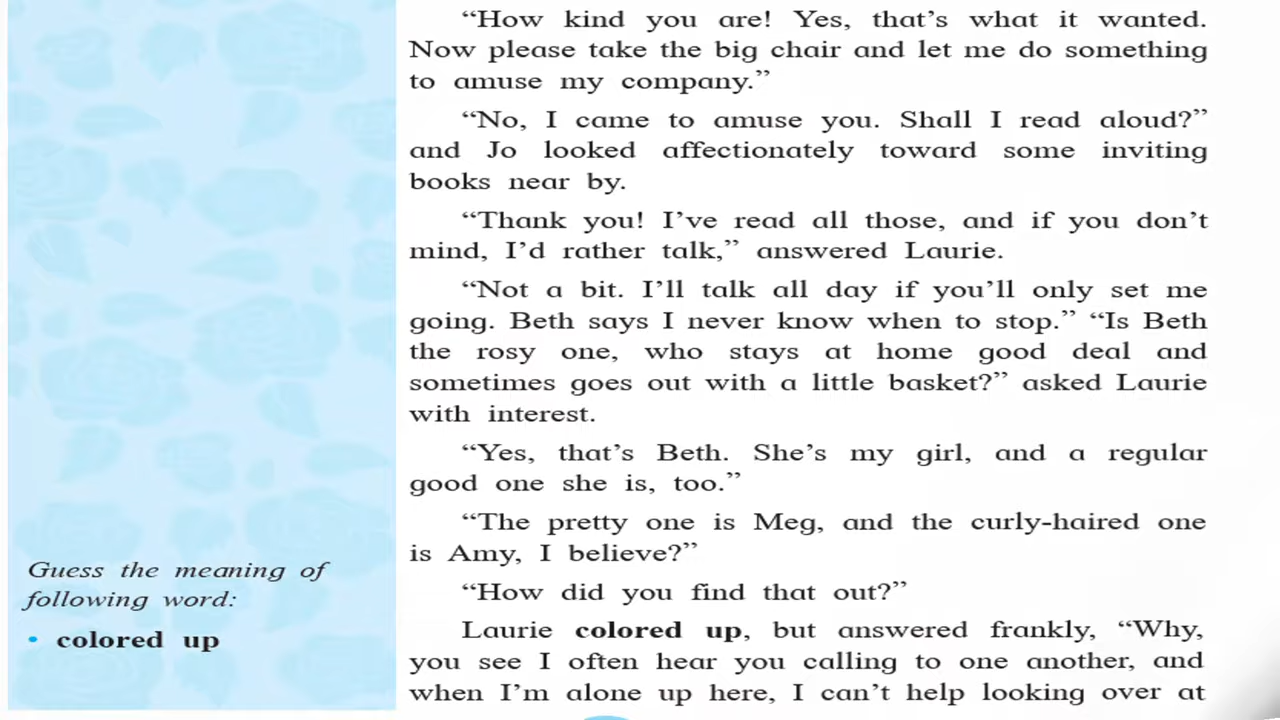 “How kind you are! Yes, that’s what it wanted.
Now please take the big chair and let me do something
to amuse my company.”
“No, I came to amuse you. Shall I read aloud?”
and Jo looked affectionately toward some inviting
books near by.
“Thank you! I’ve read all those, and if you don’t
mind, I’d rather talk,” answered Laurie.
“Not a bit. I’ll talk all day if you’ll only set me
going. Beth says I never know when to stop.” “Is Beth
the rosy one, who stays at home good deal and
sometimes goes out with a little basket?” asked Laurie
with interest.
“Yes, that’s Beth. She’s my girl, and a regular
good one she is, too.”
“The pretty one is Meg, and the curly-haired one
is Amy, I believe?”
“How did you find that out?”
Laurie colored up, but answered frankly, “Why,
you see I often hear you calling to one another, and
when I’m alone up here, I can’t help looking over at
Guess the meaning of
following word:
• colored up